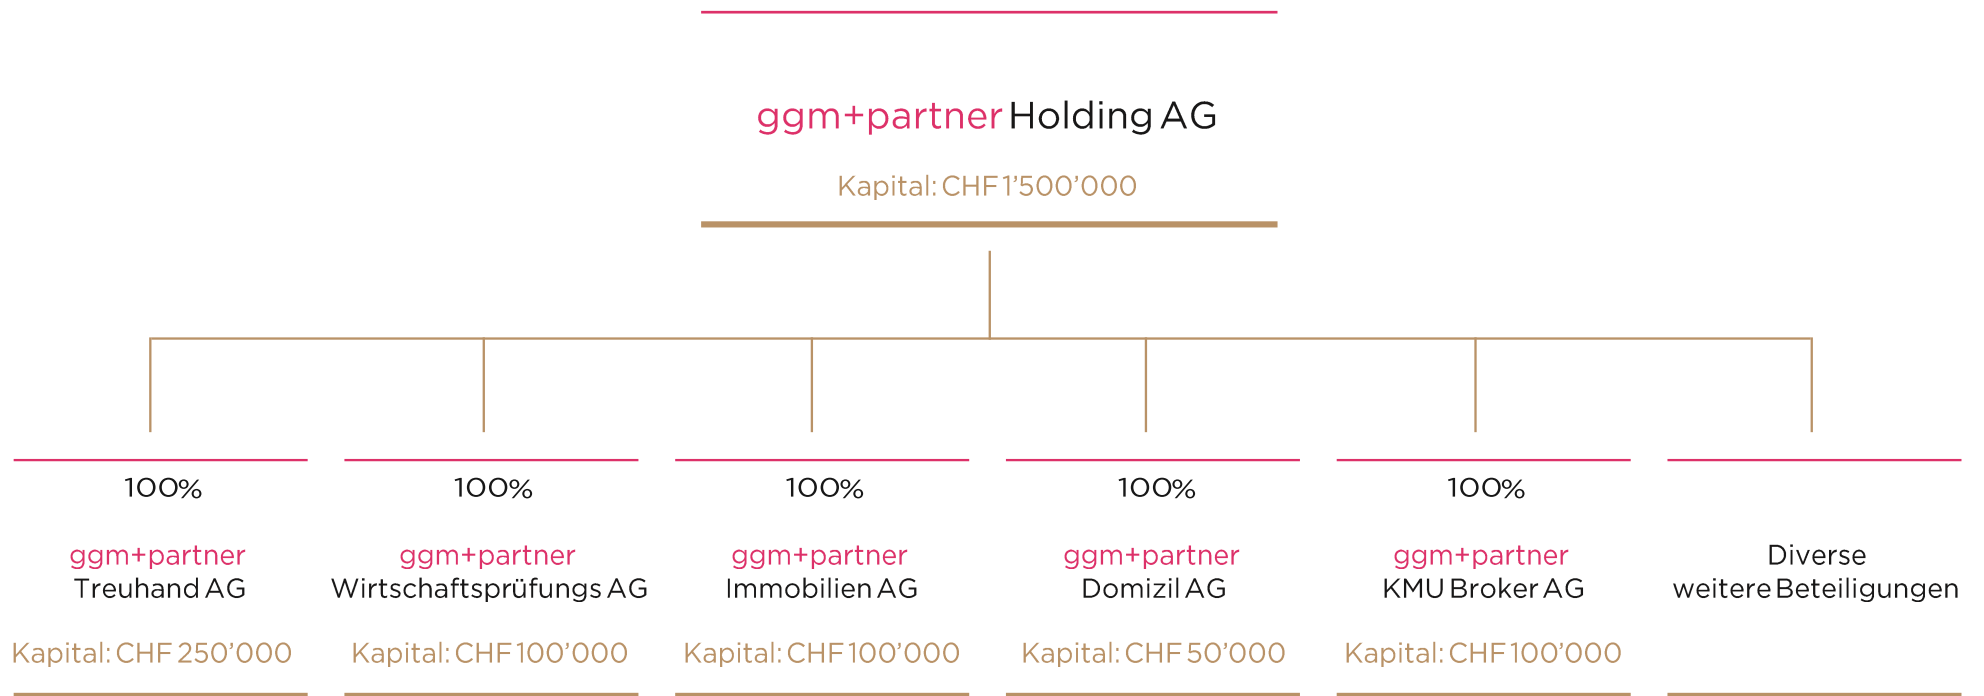 ggm+partner Holding AG
Kapital: CHF 1’500’000
100%
100%
100%
100%
100%
ggm+partner
Treuhand AG
ggm+partner
Wirtschaftsprüfungs AG
ggm+partner
Immobilien AG
ggm+partner
Domizil AG
ggm+partner
KMU Broker AG
Diverse
weitere Beteiligungen
Kapital: CHF 250’000
Kapital: CHF 100’000
Kapital: CHF 100’000
Kapital: CHF 50’000
Kapital: CHF 100’000